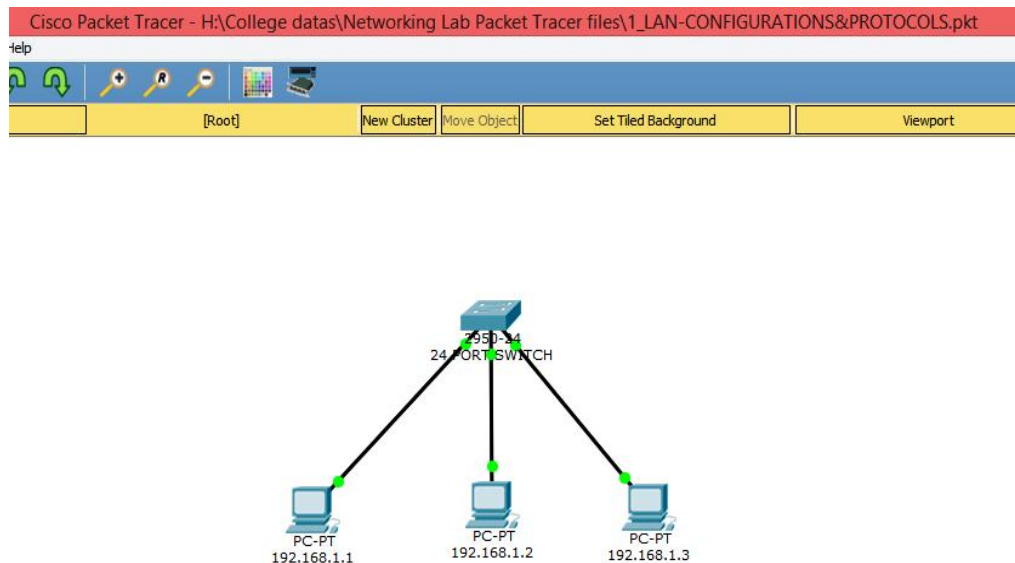 Cisco Packet Tracer - H:\College datas\Networking Lab Packet Tracer files\1_LAN-CONFIGURATIONS&PROTOCOLS.pkt
Help
R
[Root] New Cluster Move Object Set Tiled Background Viewport
2950-24
24 PORT SWITCH
PC-PT
192.168.1.1
PC-PT
192.168.1.2
PC-PT
192.168.1.3